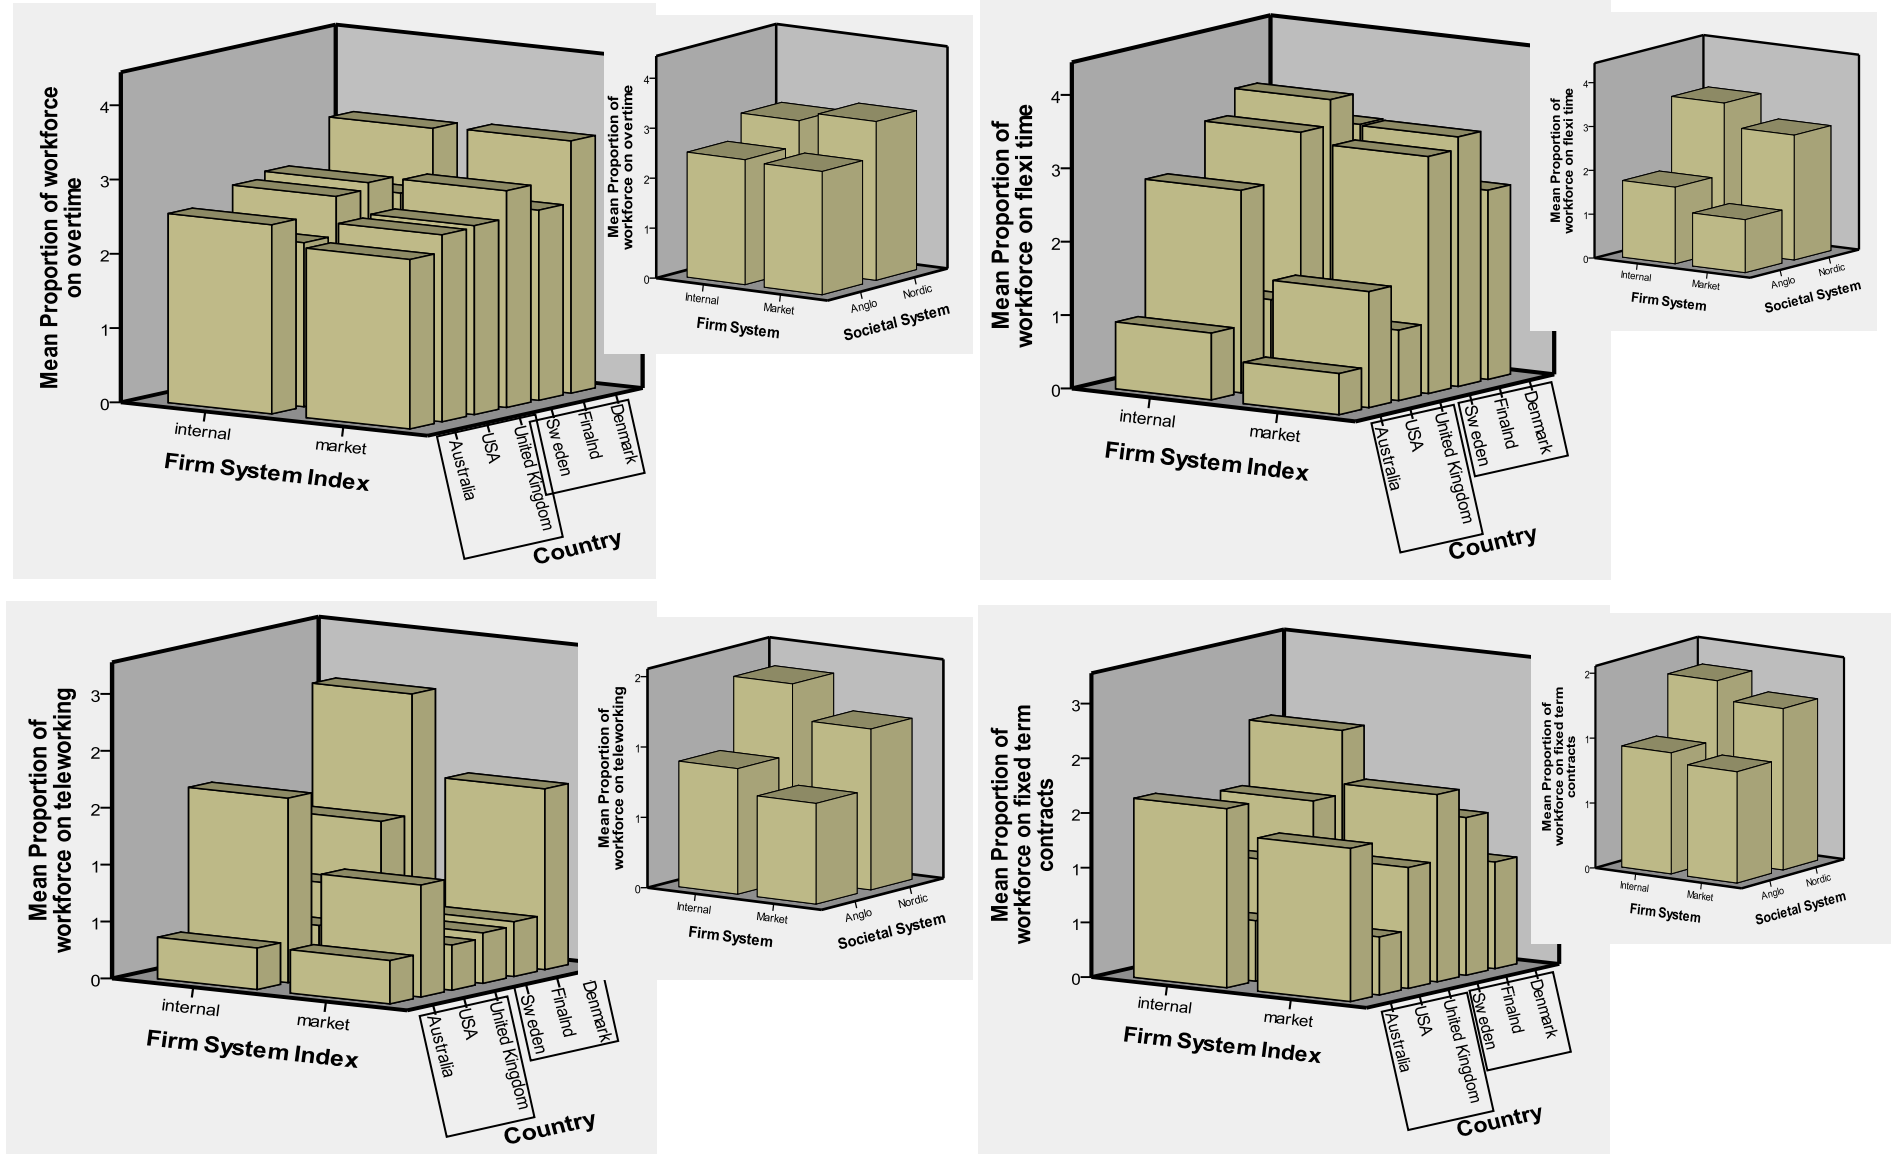 Mean Proportion of workforce
on overtime
4
3
2
1
0
internal
market
Firm System Index
Australia
USA
United Kingdom
Sweden
Finalnd
Denmark
Country
Mean Proportion of
workforce on overtime
4
3
2
1
0
Internal
Market
Firm System
Anglo
Nordic
Societal System
Mean Proportion of
workforce on flexi time
4
3
2
1
0
internal
market
Firm System Index
Australia
USA
United Kingdom
Sweden
Finalnd
Denmark
Country
Mean Proportion of
workforce on flexi time
4
3
2
1
0
Internal
Market
Firm System
Anglo
Nordic
Societal System
Mean Proportion of
workforce on teleworking
3
2
2
1
1
0
internal
market
Firm System Index
Australia
USA
United Kingdom
Sweden
Finalnd
Denmark
Country
Mean Proportion of
workforce on teleworking
2
1
1
0
Internal
Market
Firm System
Anglo
Nordic
Societal System
Mean Proportion of
workforce on fixed term
contracts
3
2
2
1
1
0
internal
market
Firm System Index
Australia
USA
United Kingdom
Sweden
Finalnd
Denmark
Country
Mean Proportion of
workforce on fixed term
contracts
2
1
1
0
Internal
Market
Firm System
Anglo
Nordic
Societal System